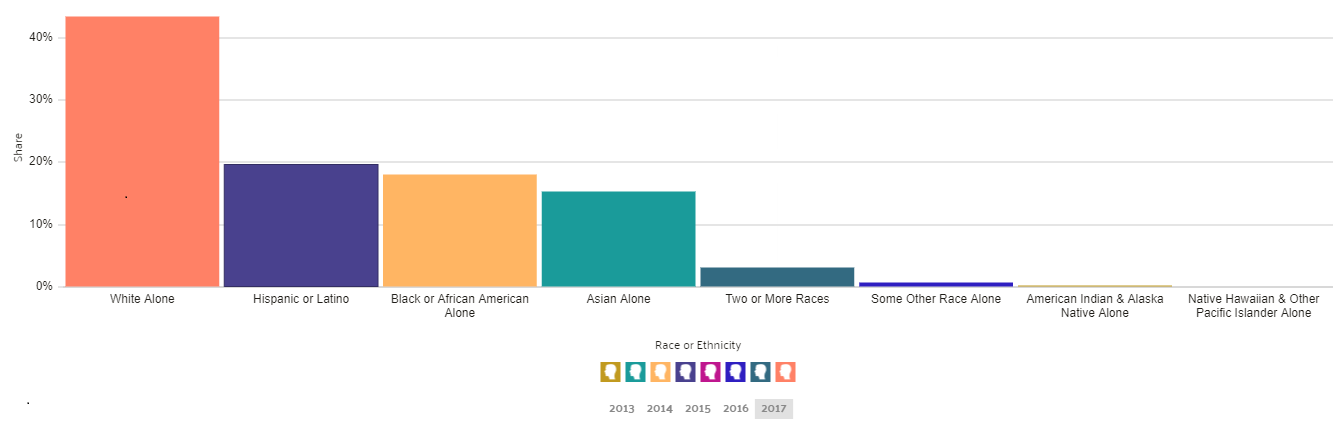 40%
30%
Share
20%
10%
0%
White Alone
Hispanic or Latino
Black or African American
Alone
Asian Alone
Two or More Races
Some Other Race Alone
American Indian & Alaska
Native Alone
Native Hawaiian & Other
Pacific Islander Alone
Race or Ethnicity
2013 2014 2015 2016 2017